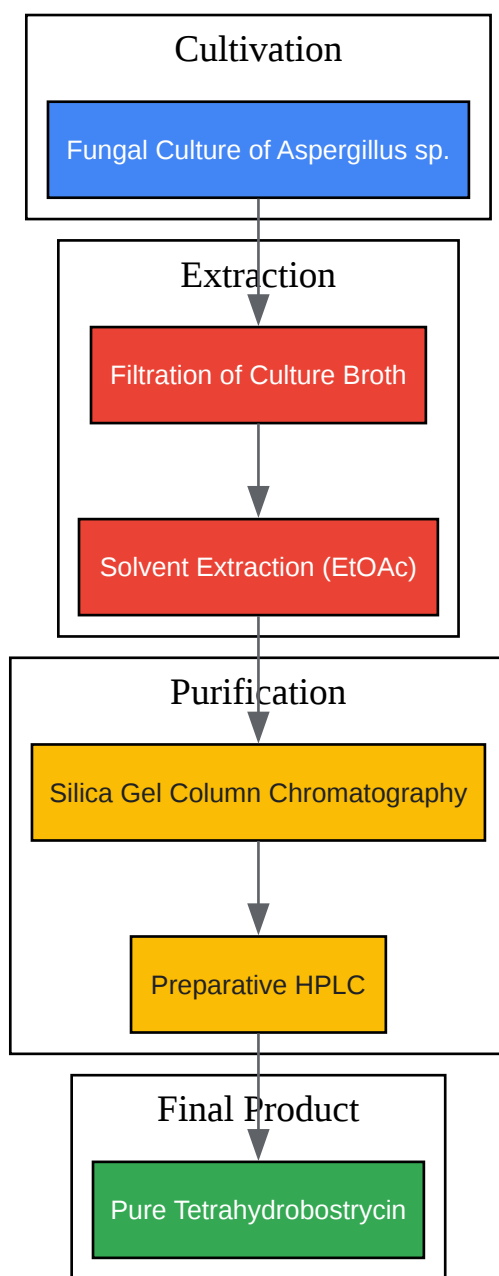 Cultivation
Fungal Culture of Aspergillus sp.
Extraction
Filtration of Culture Broth
Solvent Extraction (EtOAc)
Purification
Silica Gel Column Chromatography
Preparative HPLC
Final Product
Pure Tetrahydrobostrycin